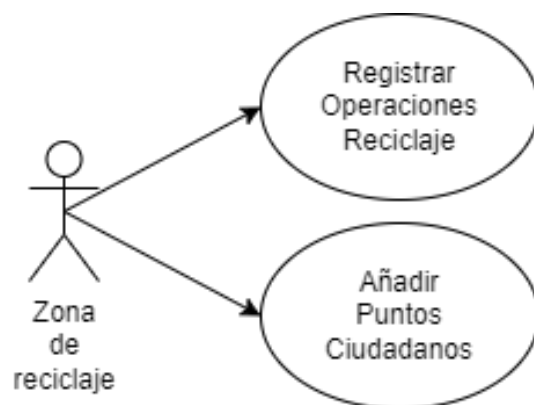 Registrar
Operaciones
Reciclaje
Zona
de
reciclaje
Añadir
Puntos
Ciudadanos